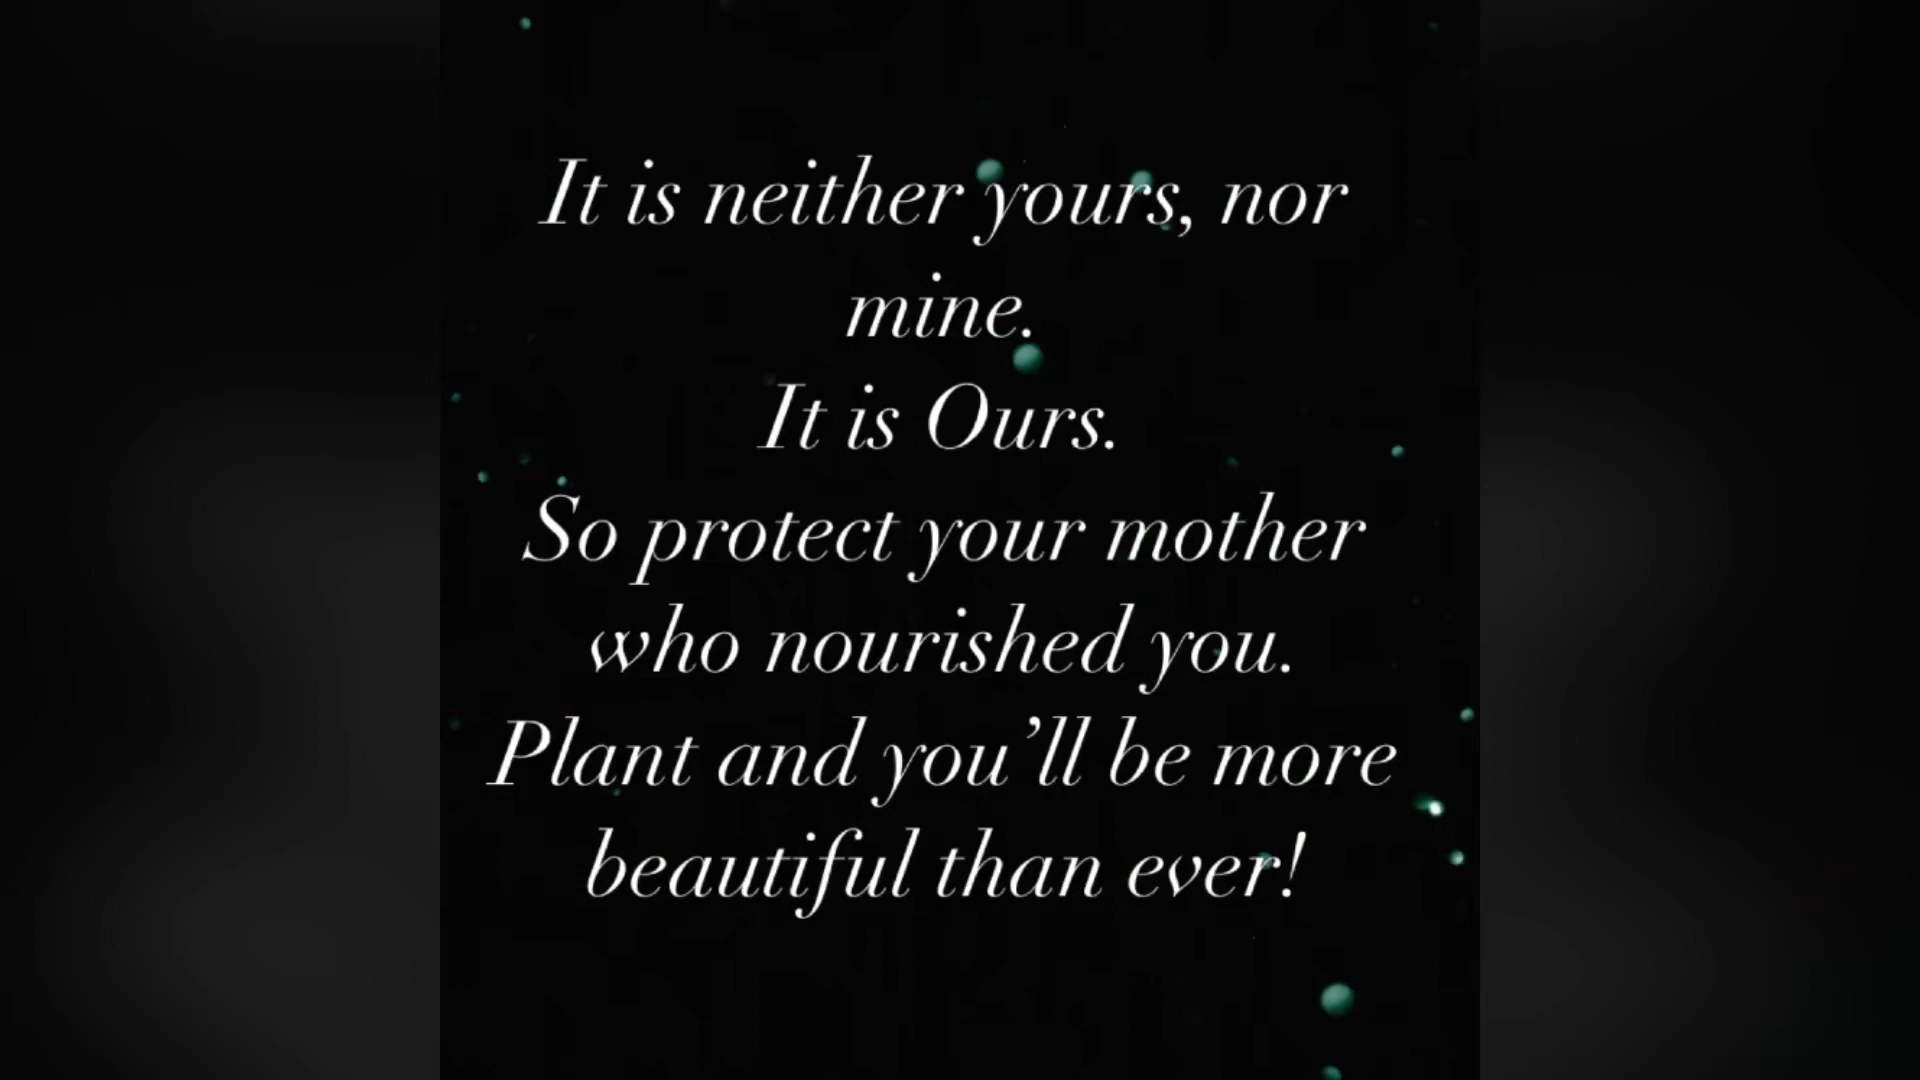 It is neither yours, nor
mine.
It is Ours.
So protect your mother
who nourished you.
Plant and you’ll be more
beautiful than ever!